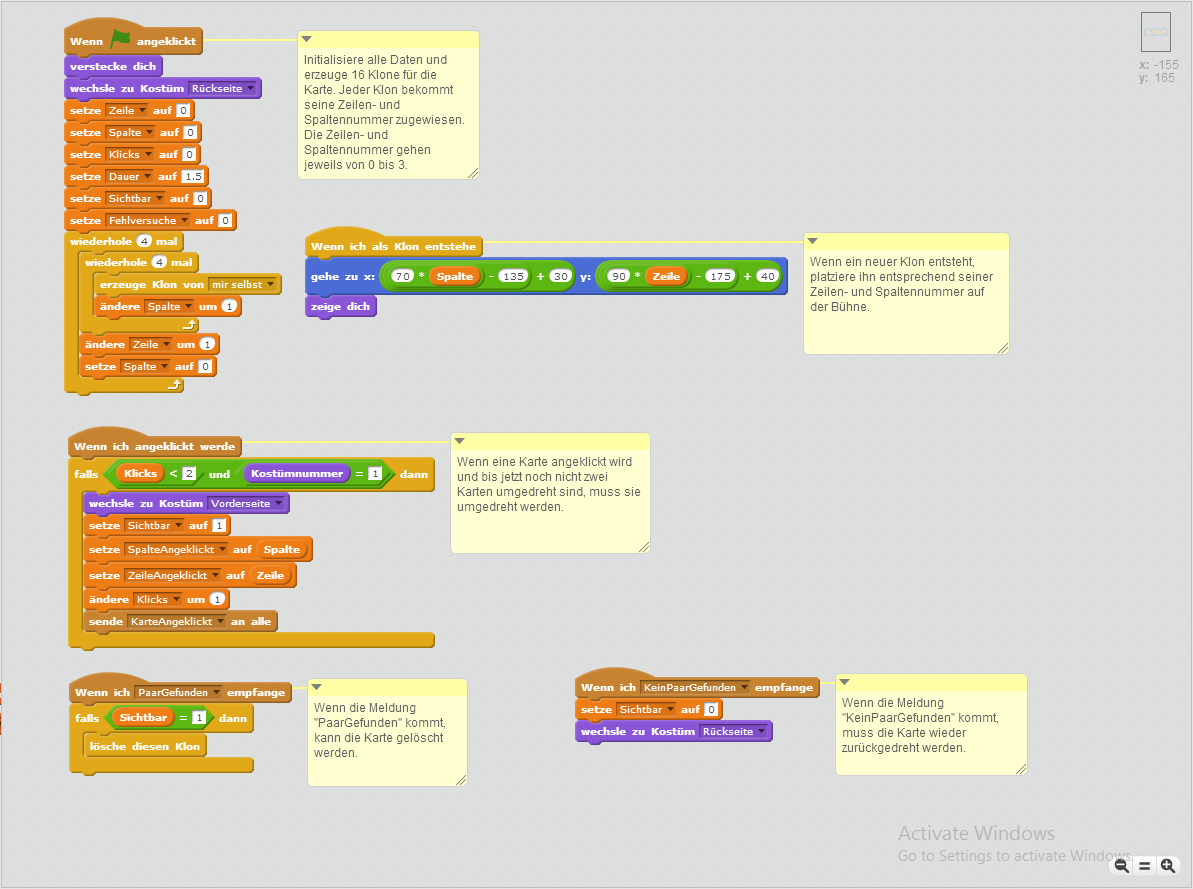 Wenn angeklickt
verstecke dich
wechsle zu Kostüm Rückseite
setze Zeile auf 0
setze Spalte auf 0
setze Klicks auf 0
setze Dauer auf 1.5
setze Sichtbar auf 0
setze Fehlversuche auf 0
wiederhole 4 mal
wiederhole 4 mal
erzeuge Klon von mir selbst
ändere Spalte um 1
ändere Zeile um 1
setze Spalte auf 0
Initialisiere alle Daten und
erzeuge 16 Klone für die
Karte. Jeder Klon bekommt
seine Zeilen- und
Spaltennummer zugewiesen.
Die Zeilen- und
Spaltennummer gehen
jeweils von 0 bis 3.
x: -155
y: 165
Wenn ich als Klon entstehe
gehe zu x: 70 * Spalte - 135 + 30 y: 90 * Zeile - 175 + 40
zeige dich
Wenn ein neuer Klon entsteht,
platziere ihn entsprechend seiner
Zeilen- und Spaltennummer auf
der Bühne.
Wenn ich angeklickt werde
falls Klicks < 2 und Kostümnummer = 1 dann
wechsle zu Kostüm Vorderseite
setze Sichtbar auf 1
setze SpalteAngeklickt auf Spalte
setze ZeileAngeklickt auf Zeile
ändere Klicks um 1
sende KarteAngeklickt an alle
Wenn eine Karte angeklickt wird
und bis jetzt noch nicht zwei
Karten umgedreht sind, muss sie
umgedreht werden.
Wenn ich PaarGefunden empfange
falls Sichtbar = 1 dann
lösche diesen Klon
Wenn die Meldung
"PaarGefunden" kommt,
kann die Karte gelöscht
werden.
Wenn ich KeinPaarGefunden empfange
setze Sichtbar auf 0
wechsle zu Kostüm Rückseite
Wenn die Meldung
"KeinPaarGefunden" kommt,
muss die Karte wieder
zurückgedreht werden.
Activate Windows
Go to Settings to activate Windows.